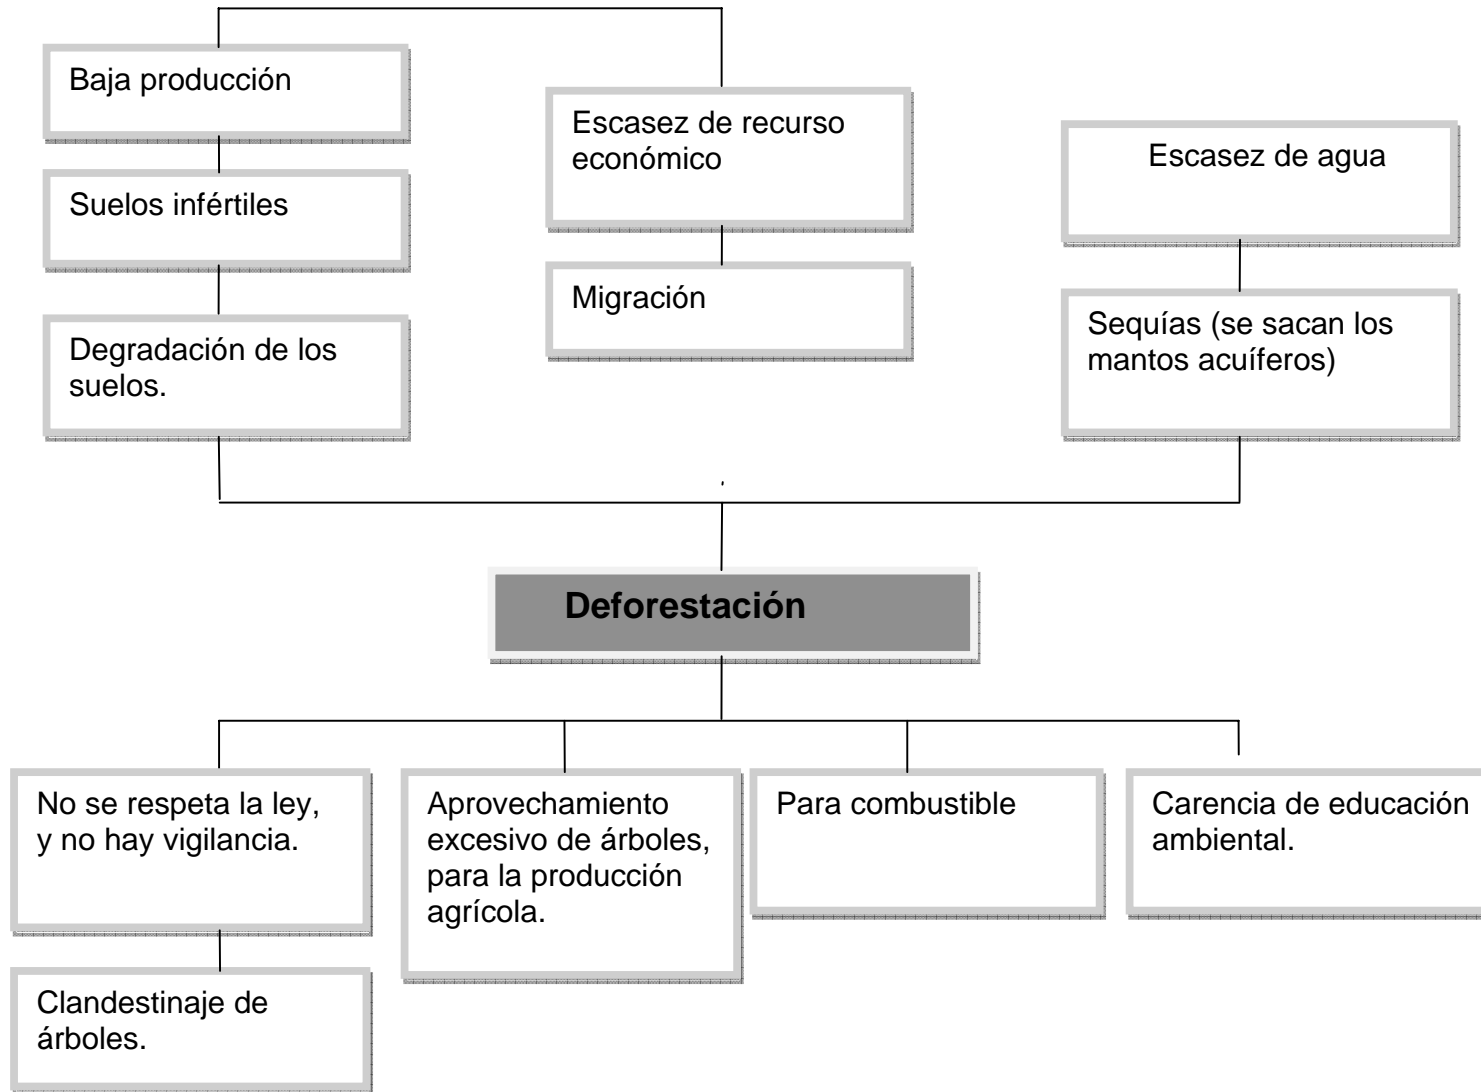 Baja producción
Escasez de recurso
económico
Escasez de agua
Suelos infértiles
Migración
Sequías (se sacan los
mantos acuíferos)
Degradación de los
suelos.
Deforestación
No se respeta la ley,
y no hay vigilancia.
Aprovechamiento
excesivo de árboles,
para la producción
agrícola.
Para combustible
Carencia de educación
ambiental.
Clandestinaje de
árboles.